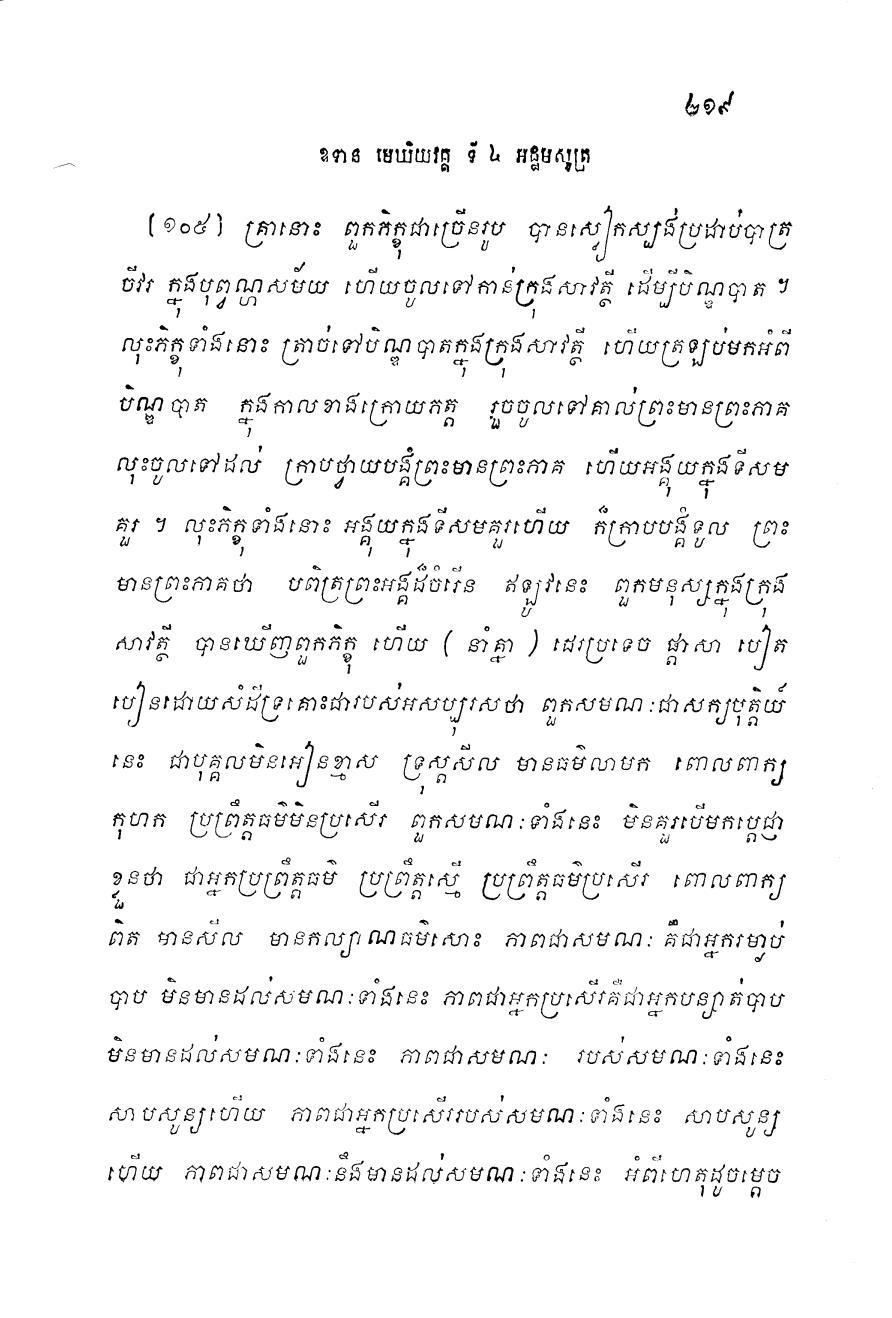 ២១៩
ឧទាន មេឃិយវគ្គ ទី ៤ អដ្ឋមសូត្រ
[១០៥] គ្រានោះ ពួកភិក្ខុជាច្រើនរូប បានស្លៀកស្បង់ប្រដាប់បាត្រ
ចីវរ ក្នុងបុព្វណ្ហសម័យ ហើយចូលទៅកាន់ក្រុងសាវត្ថី ដើម្បីបិណ្ឌបាត ។
លុះភិក្ខុទាំងនោះ ត្រាច់ទៅបិណ្ឌបាតក្នុងក្រុងសាវត្ថី ហើយត្រឡប់មកអំពី
បិណ្ឌបាត ក្នុងកាលខាងក្រោយភត្ត រួចចូលទៅគាល់ព្រះមានព្រះភាគ
លុះចូលទៅដល់ ក្រាបថ្វាយបង្គំព្រះមានព្រះភាគ ហើយអង្គុយក្នុងទីសម
គួរ ។ លុះភិក្ខុទាំងនោះ អង្គុយក្នុងទីសមគួរហើយ ក៏ក្រាបបង្គំទូល ព្រះ
មានព្រះភាគថា បពិត្រព្រះអង្គដ៏ចំរើន ឥឡូវនេះ ពួកមនុស្សក្នុងក្រុង
សាវត្ថី បានឃើញពួកភិក្ខុ ហើយ ( នាំគ្នា ) ដេរប្រទេច ផ្តាសា បៀត
បៀនដោយសំដីទ្រគោះជារបស់អសប្បុរសថា ពួកសមណៈជាសក្យបុត្តិយ៍
នេះ ជាបុគ្គលមិនអៀនខ្មាស ទ្រុស្តសីល មានធម៌លាមក ពោលពាក្យ
កុហក ប្រព្រឹត្តធម៌មិនប្រសើរ ពួកសមណៈទាំងនេះ មិនគួរបើមកប្តេជ្ញា
ខ្លួនថា ជាអ្នកប្រព្រឹត្តធម៌ ប្រព្រឹត្តស្មើ ប្រព្រឹត្តធម៌ប្រសើរ ពោលពាក្យ
ពិត មានសីល មានកល្យាណធម៌សោះ ភាពជាសមណៈ គឺជាអ្នករម្ងាប់
បាប មិនមានដល់សមណៈទាំងនេះ ភាពជាអ្នកប្រសើរគឺជាអ្នកបន្សាត់បាប
មិនមានដល់សមណៈទាំងនេះ ភាពជាសមណៈ របស់សមណៈទាំងនេះ
សាបសូន្យហើយ ភាពជាអ្នកប្រសើររបស់សមណៈទាំងនេះ សាបសូន្យ
ហើយ ភាពជាសមណៈនឹងមានដល់សមណៈទាំងនេះ អំពីហេតុដូចម្តេច